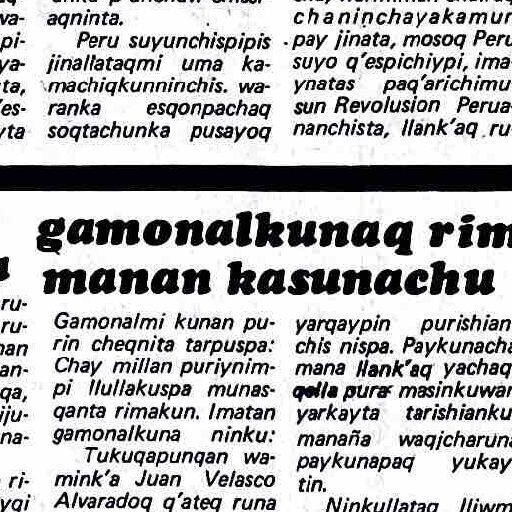 aqninta.
Peru suyunchispipis
jinallataqmi uma ka-
machiqkunninchis. wa-
ranka esqonpachaq
soqtachunka pusayoq
chaninchayakamun
pay jinata, mosoq Peru
suyo q'espichiypi, ima-
ynatas paq'arichimu
sun Revolusion Perua-
nanchista, llank'aq ru-
gamonalkunaq rim
manan kasunachu
Gamonalmi kunan pu-
rin cheqnita tarpuspa:
Chay millan puriynim-
pi llullakuspa munas-
qanta rimakun. Imatan
gamonalkuna ninku:
Tukuqapunqan wa-
mink'a Juan Velasco
Alvaradoq q'ateq runa
yarqaypin purishian
chis nispa. Paykunacha
mana llank'aq yachaq
qella pura masinkuwan
yarkayta tarishianku
manaña waqjcharuna
paykunapaq yukay
tin.
Ninkullataq lliwm